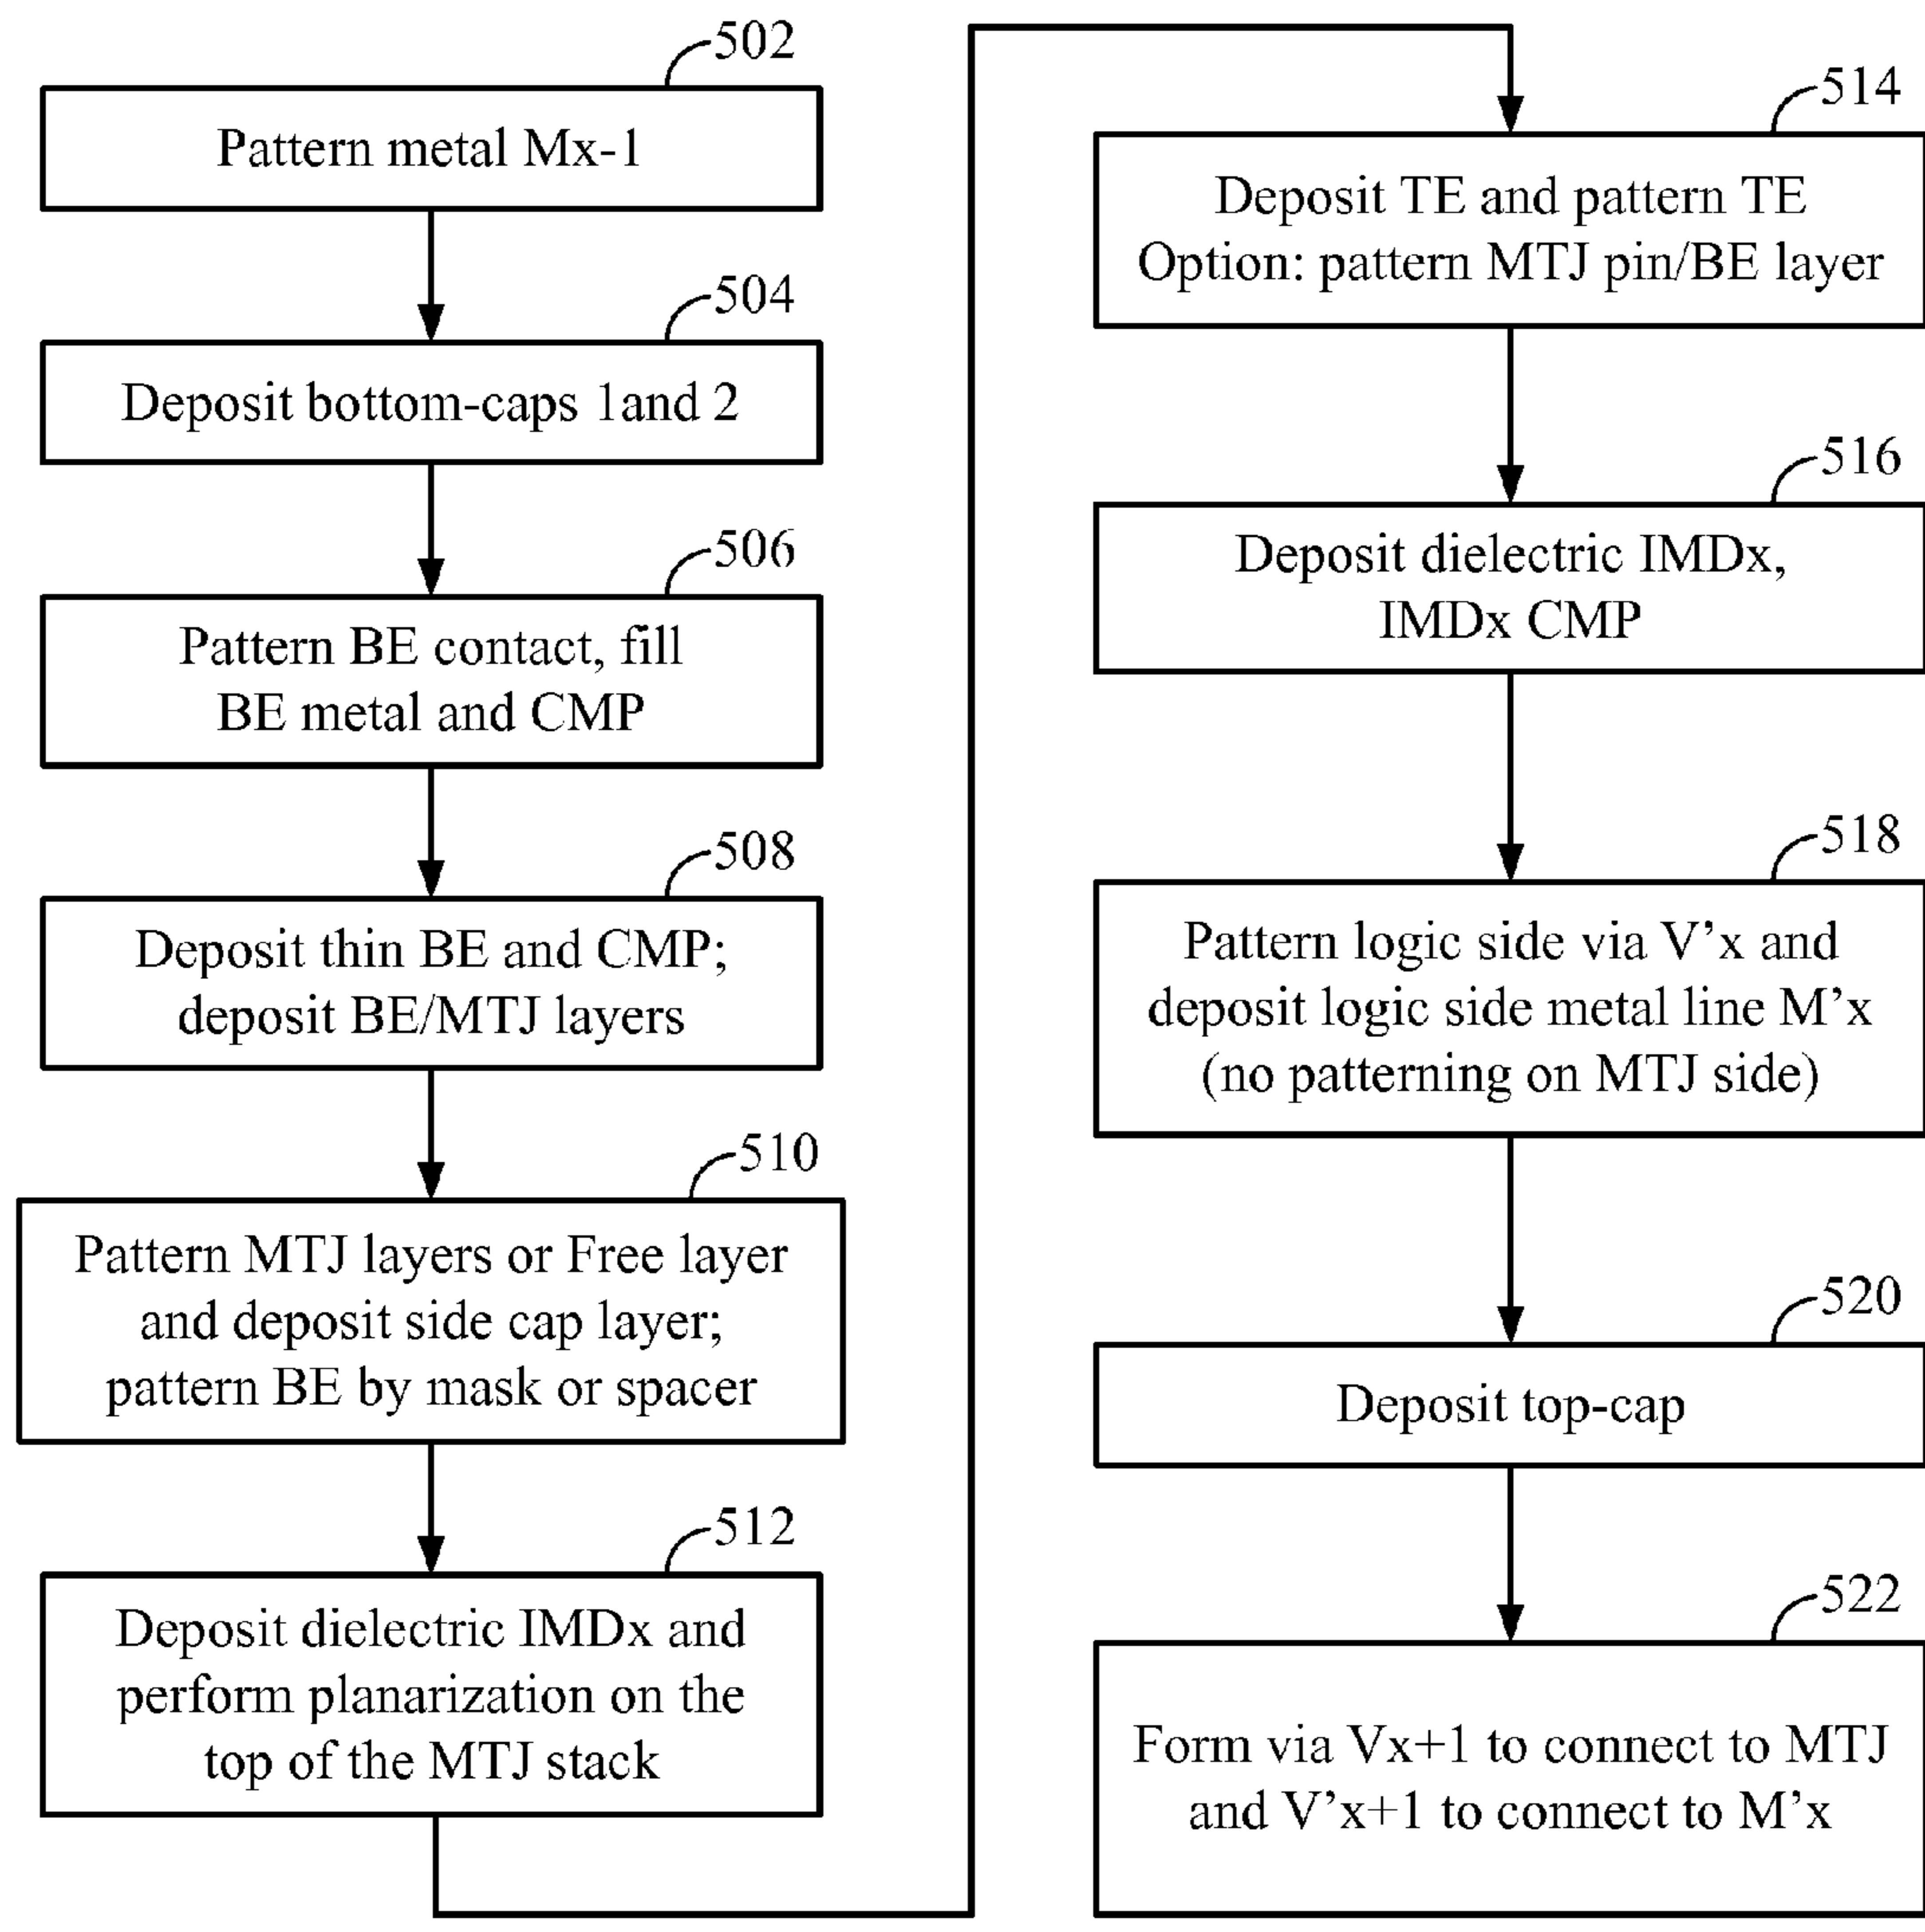 502
Pattern metal Mx-1
504
Deposit bottom-caps 1and 2
506
Pattern BE contact, fill
BE metal and CMP
508
Deposit thin BE and CMP;
deposit BE/MTJ layers
510
Pattern MTJ layers or Free layer
and deposit side cap layer;
pattern BE by mask or spacer
512
Deposit dielectric IMDx and
perform planarization on the
top of the MTJ stack
514
Deposit TE and pattern TE
Option: pattern MTJ pin/BE layer
516
Deposit dielectric IMDx,
IMDx CMP
518
Pattern logic side via V’x and
deposit logic side metal line M’x
(no patterning on MTJ side)
520
Deposit top-cap
522
Form via Vx+1 to connect to MTJ
and V’x+1 to connect to M’x